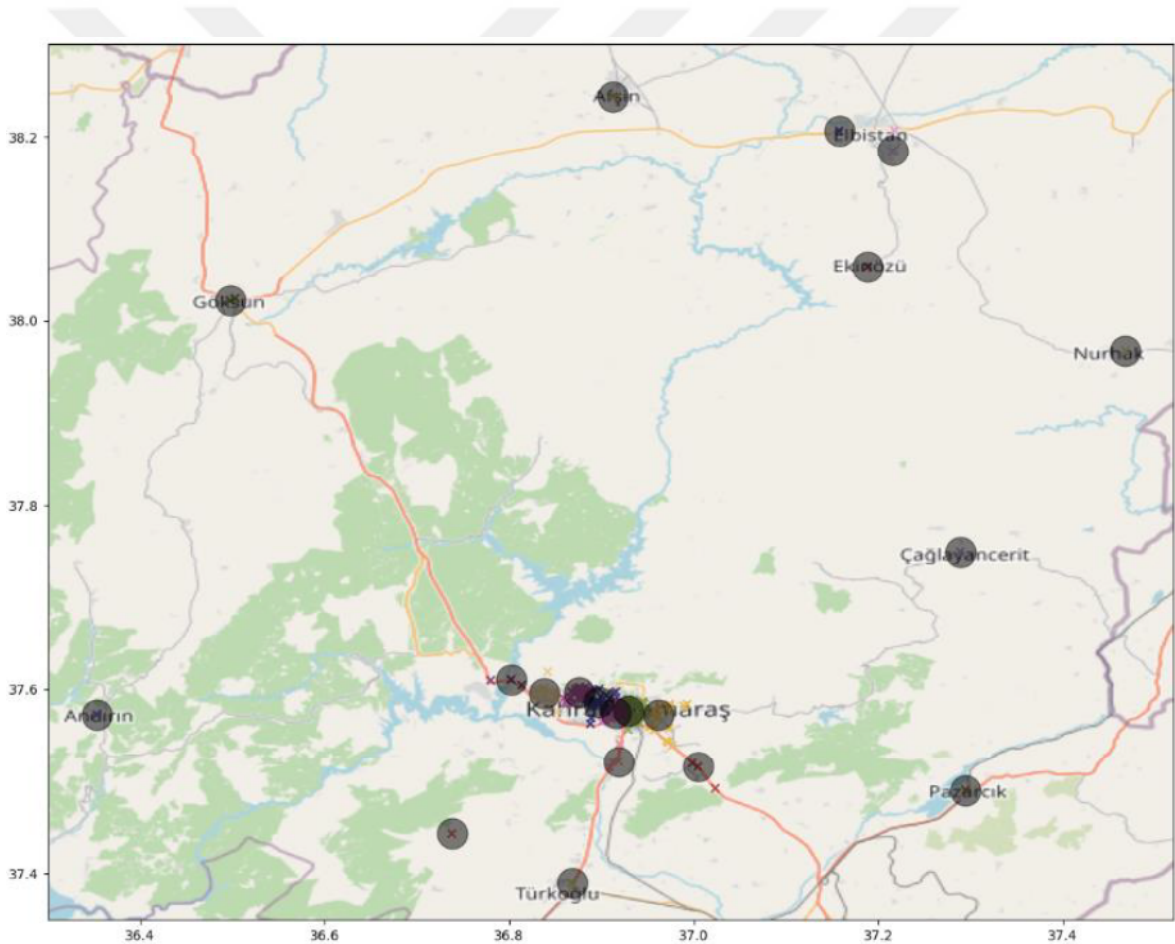 Afşin
38.2
Elbistan
Ekinözü
Göksun
38.0
Nurhak
37.8
Çağlayancerit
37.6
Andırın
Kahramanmaraş
Pazarcık
37.4
Türkoğlu
36.4
36.6
36.8
37.0
37.2
37.4